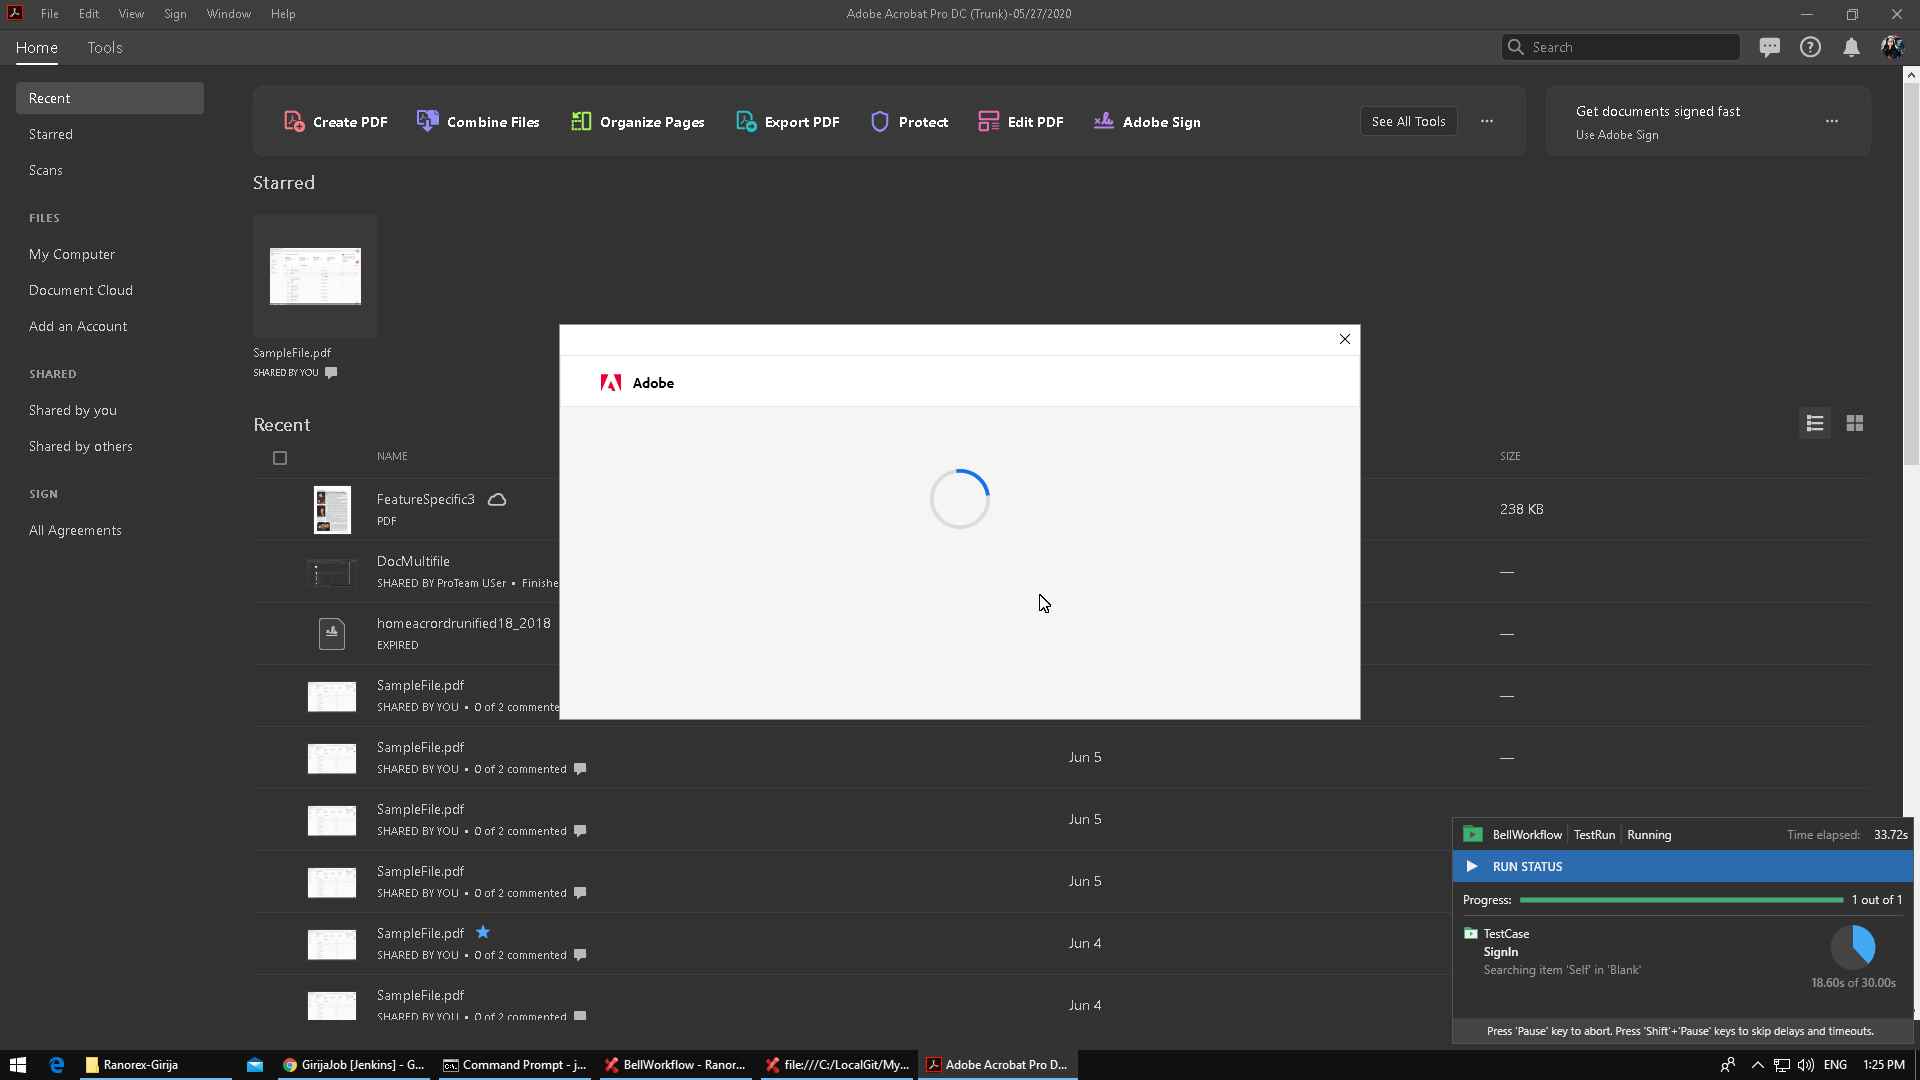 File Edit View Sign Window Help
Adobe Acrobat Pro DC (Trunk)-05/27/2020
Home Tools
Search
Recent
Starred
Scans
FILES
My Computer
Document Cloud
Add an Account
SHARED
Shared by you
Shared by others
SIGN
All Agreements
Create PDF
Combine Files
Organize Pages
Export PDF
Protect
Edit PDF
Adobe Sign
See All Tools
Get documents signed fast
Use Adobe Sign
Starred
SampleFile.pdf
SHARED BY YOU
Recent
NAME SIZE
FeatureSpecific3
PDF
238 KB
DocMultifile
SHARED BY ProTeam USer • Finishe
—
homeacrordrunified18_2018
EXPIRED
—
SampleFile.pdf
SHARED BY YOU • 0 of 2 commente
—
SampleFile.pdf
SHARED BY YOU • 0 of 2 commented
Jun 5 —
SampleFile.pdf
SHARED BY YOU • 0 of 2 commented
Jun 5
SampleFile.pdf
SHARED BY YOU • 0 of 2 commented
Jun 5
SampleFile.pdf
SHARED BY YOU • 0 of 2 commented
Jun 4
SampleFile.pdf
SHARED BY YOU • 0 of 2 commented
Jun 4
Adobe
BellWorkflow TestRun Running Time elapsed: 33.72s
RUN STATUS
Progress: 1 out of 1
TestCase
SignIn
Searching item 'Self' in 'Blank'
18.60s of 30.00s
Press 'Pause' key to abort. Press 'Shift'+'Pause' keys to skip delays and timeouts.
Ranorex-Girija
GirijaJob [Jenkins] - G...
Command Prompt - j...
BellWorkflow - Ranor...
file:///C:/LocalGit/My...
Adobe Acrobat Pro D...
ENG 1:25 PM